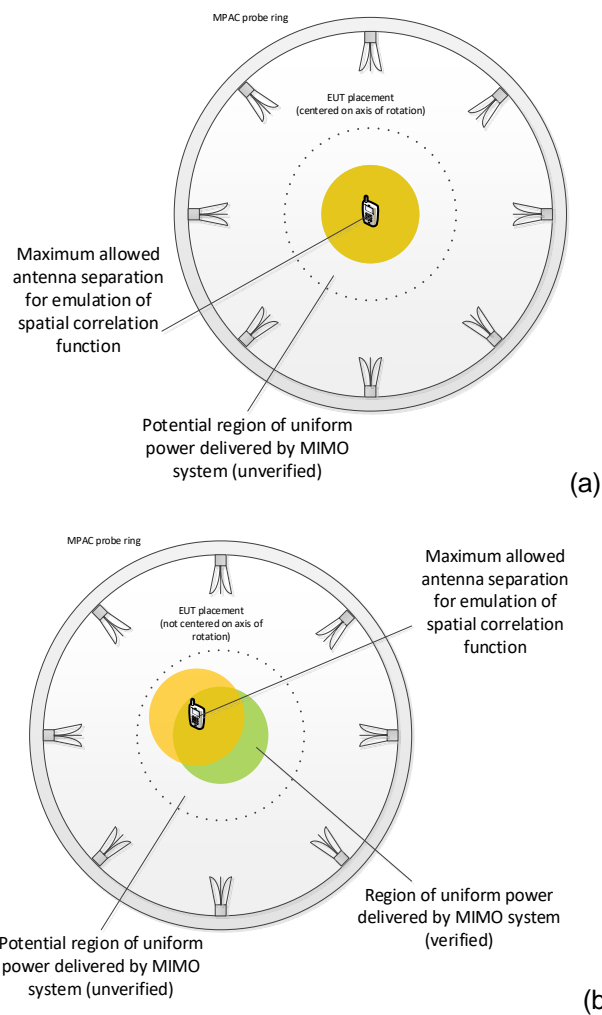 MPAC probe ring
EUT placement
(centered on axis of rotation)
Maximum allowed
antenna separation
for emulation of
spatial correlation
function
Potential region of uniform
power delivered by MIMO
system (unverified)
(a)
MPAC probe ring
Maximum allowed
antenna separation
for emulation of
spatial correlation
function
EUT placement
(not centered on axis of
rotation)
Region of uniform power
delivered by MIMO system
(verified)
Potential region of uniform
power delivered by MIMO
system (unverified)
(b